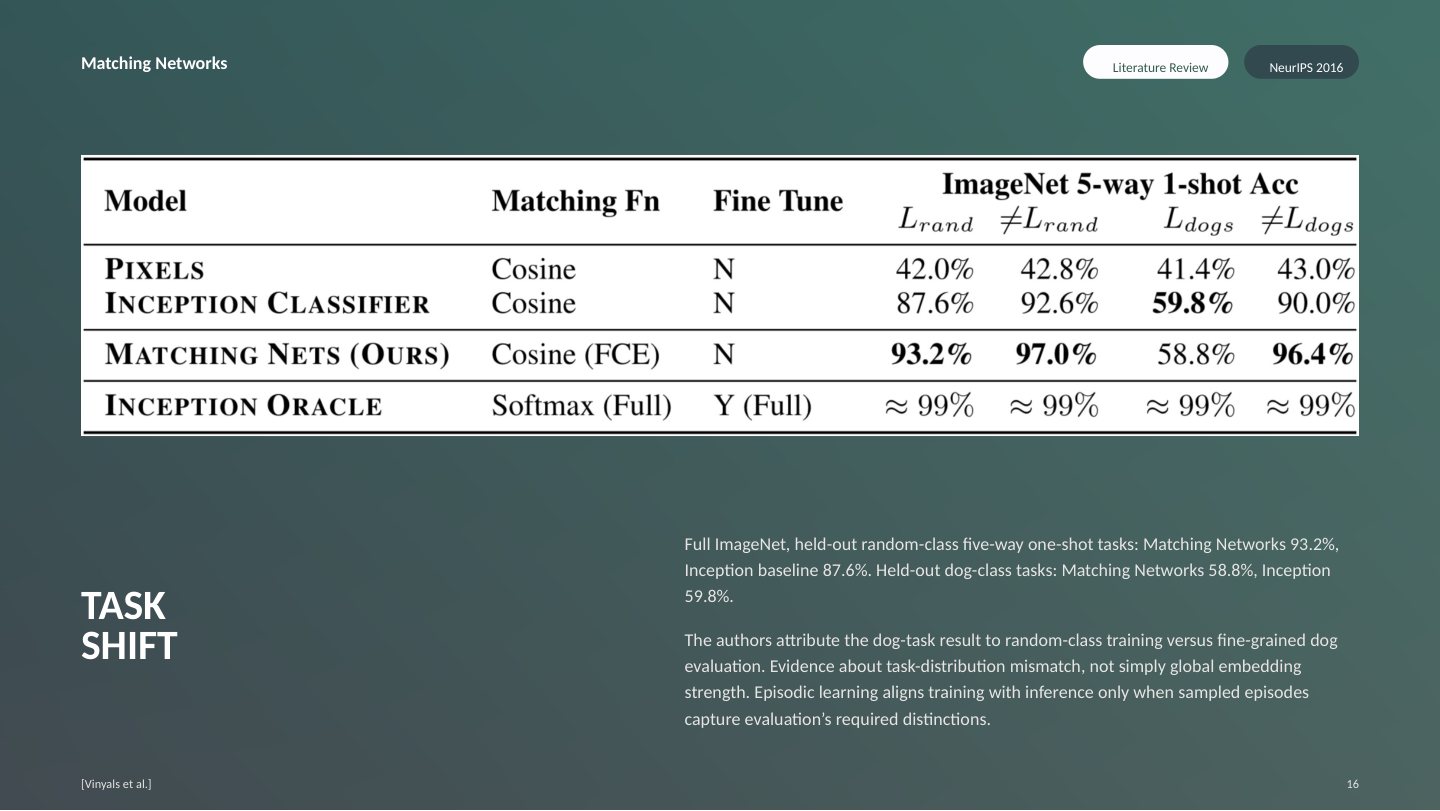 Matching Networks
Literature Review
NeurIPS 2016
Model Matching Fn Fine Tune ImageNet 5-way 1-shot Acc
L_rand ≠L_rand L_dogs ≠L_dogs
PIXELS Cosine N 42.0% 42.8% 41.4% 43.0%
INCEPTION CLASSIFIER Cosine N 87.6% 92.6% 59.8% 90.0%
MATCHING NETS (OURS) Cosine (FCE) N 93.2% 97.0% 58.8% 96.4%
INCEPTION ORACLE Softmax (Full) Y (Full) ≈ 99% ≈ 99% ≈ 99% ≈ 99%
TASK
SHIFT
Full ImageNet, held-out random-class five-way one-shot tasks: Matching Networks 93.2%,
Inception baseline 87.6%. Held-out dog-class tasks: Matching Networks 58.8%, Inception
59.8%.
The authors attribute the dog-task result to random-class training versus fine-grained dog
evaluation. Evidence about task-distribution mismatch, not simply global embedding
strength. Episodic learning aligns training with inference only when sampled episodes
capture evaluation’s required distinctions.
[Vinyals et al.]
16